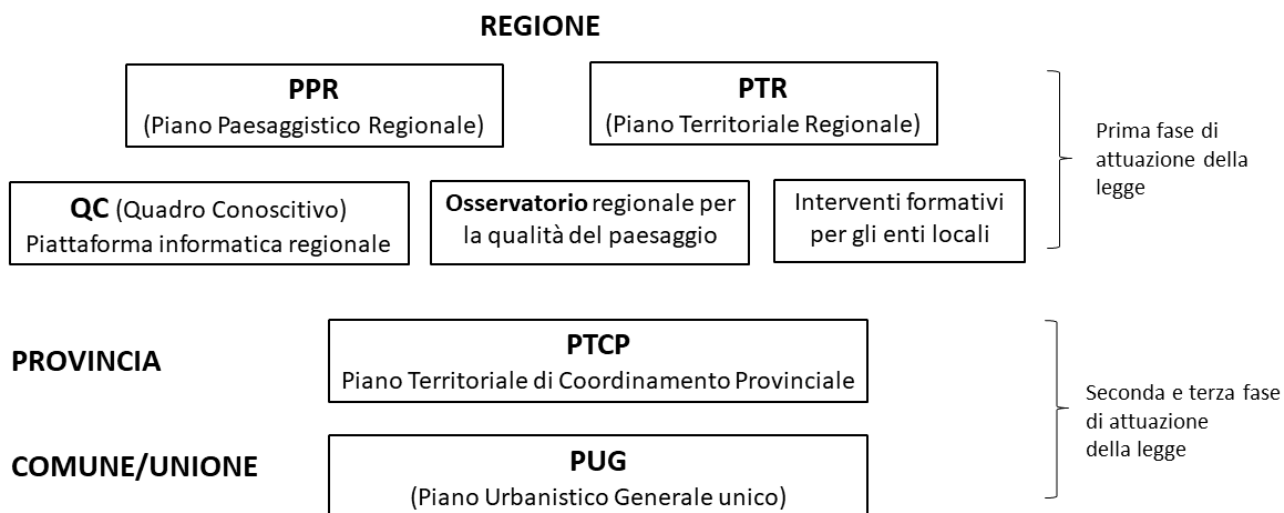 REGIONE
PPR
(Piano Paesaggistico Regionale)
PTR
(Piano Territoriale Regionale)
Prima fase di
attuazione della
legge
QC (Quadro Conoscitivo)
Piattaforma informatica regionale
Osservatorio regionale per
la qualità del paesaggio
Interventi formativi
per gli enti locali
PROVINCIA
PTCP
Piano Territoriale di Coordinamento Provinciale
Seconda e terza fase
di attuazione
della legge
COMUNE/UNIONE
PUG
(Piano Urbanistico Generale unico)